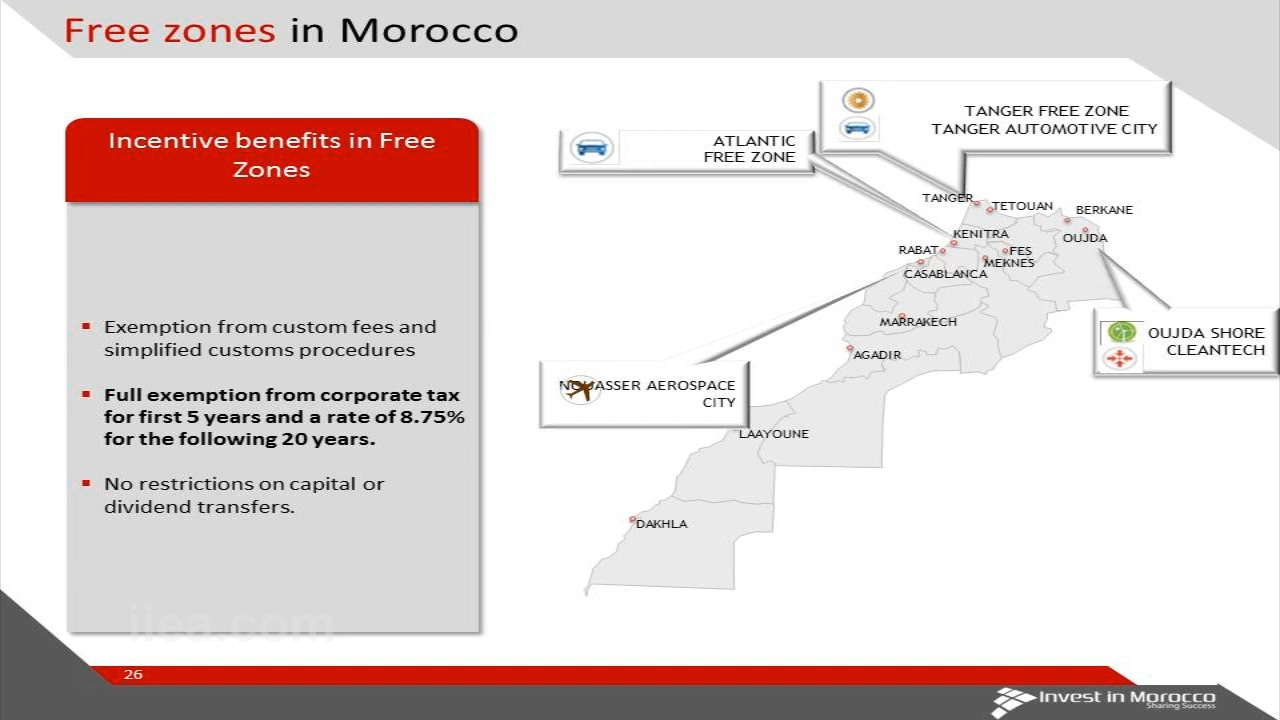 Free zones in Morocco
Incentive benefits in Free
Zones
Exemption from custom fees and
simplified customs procedures
Full exemption from corporate tax
for first 5 years and a rate of 8.75%
for the following 20 years.
No restrictions on capital or
dividend transfers.
TANGER FREE ZONE
TANGER AUTOMOTIVE CITY
ATLANTIC
FREE ZONE
TANGER
TETOUAN
BERKANE
KENITRA
OUJDA
RABAT
FES
MEKNES
CASABLANCA
MARRAKECH
AGADIR
OUJDA SHORE
CLEANTECH
AEROSPACE
CITY
LAAYOUNE
DAKHLA
iiea.com
26
Invest in Morocco
Sharing Success